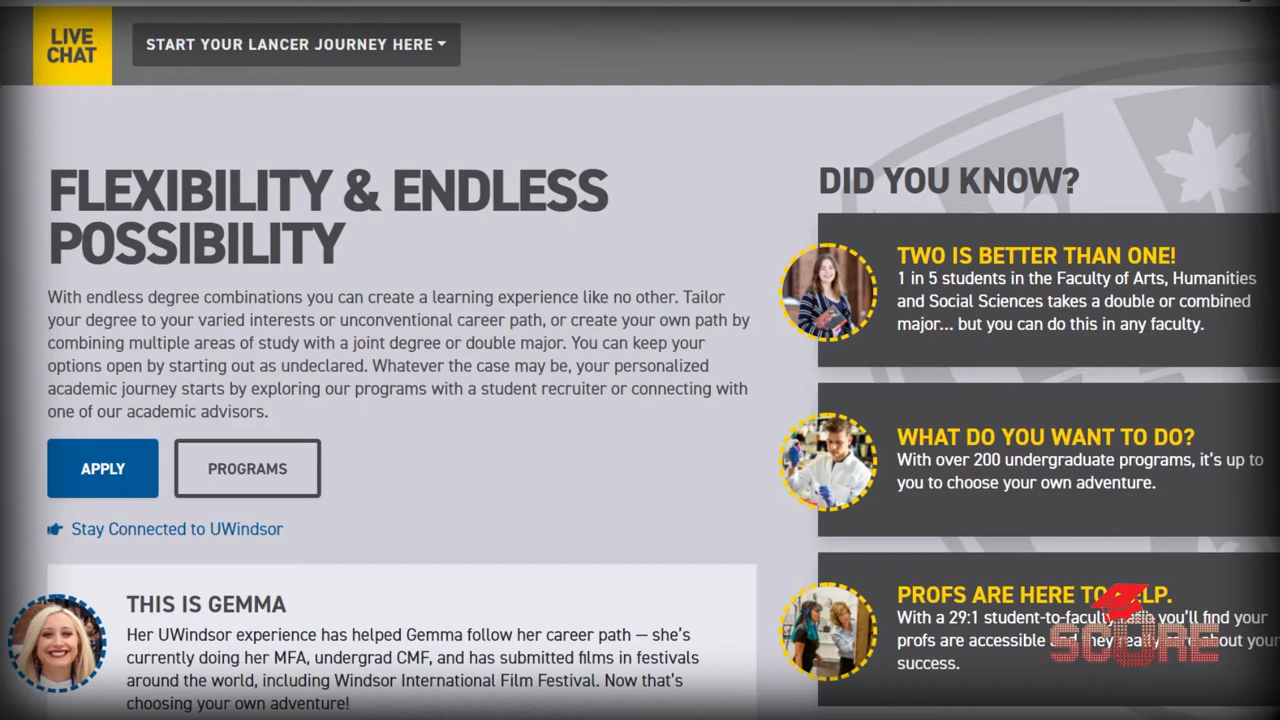 LIVE
CHAT
START YOUR LANCER JOURNEY HERE
FLEXIBILITY & ENDLESS
POSSIBILITY
With endless degree combinations you can create a learning experience like no other. Tailor
your degree to your varied interests or unconventional career path, or create your own path by
combining multiple areas of study with a joint degree or double major. You can keep your
options open by starting out as undeclared. Whatever the case may be, your personalized
academic journey starts by exploring our programs with a student recruiter or connecting with
one of our academic advisors.
APPLY
PROGRAMS
Stay Connected to UWindsor
THIS IS GEMMA
Her UWindsor experience has helped Gemma follow her career path — she's
currently doing her MFA, undergrad CMF, and has submitted films in festivals
around the world, including Windsor International Film Festival. Now that's
choosing your own adventure!
DID YOU KNOW?
TWO IS BETTER THAN ONE!
1 in 5 students in the Faculty of Arts, Humanities
and Social Sciences takes a double or combined
major... but you can do this in any faculty.
WHAT DO YOU WANT TO DO?
With over 200 undergraduate programs, it's up to
you to choose your own adventure.
PROFS ARE HERE TO HELP.
With a 29:1 student-to-faculty ratio you'll find your
profs are accessible and they really about your
success.
SCORE